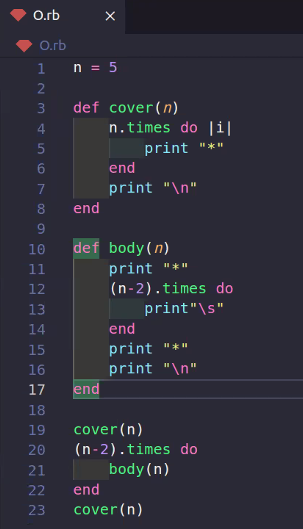 O.rb ×
O.rb
1 n = 5
2
3 def cover(n)
4     n.times do |i|
5         print "*"
6     end
7     print "\n"
8 end
9
10 def body(n)
11     print "*"
12     (n-2).times do
13         print"\s"
14     end
15     print "*"
16     print "\n"
17 end
18
19 cover(n)
20 (n-2).times do
21     body(n)
22 end
23 cover(n)